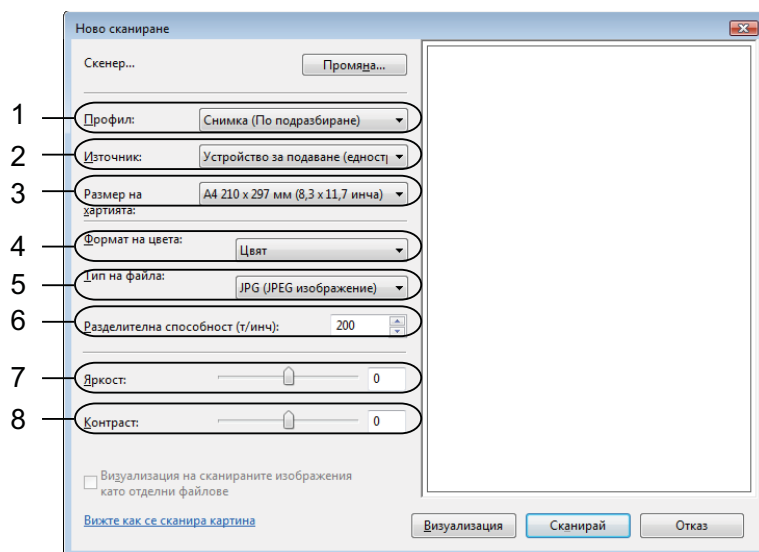 Ново сканиране
Скенер...
Промяна...
1
Профил:
Снимка (По подразбиране)
2
Източник:
Устройство за подаване (едностр
3
Размер на
картията:
А4 210 x 297 мм (8,3 x 11,7 инча)
4
Формат на цвета:
Цвят
5
Тип на файла:
JPG (JPEG изображение)
6
Разделителна способност (т/инч):
200
7
Яркост:
0
8
Контраст:
0
Визуализация на сканираните изображения
като отделни файлове
Вижте как се сканира картина
Визуализация
Сканирай
Отказ